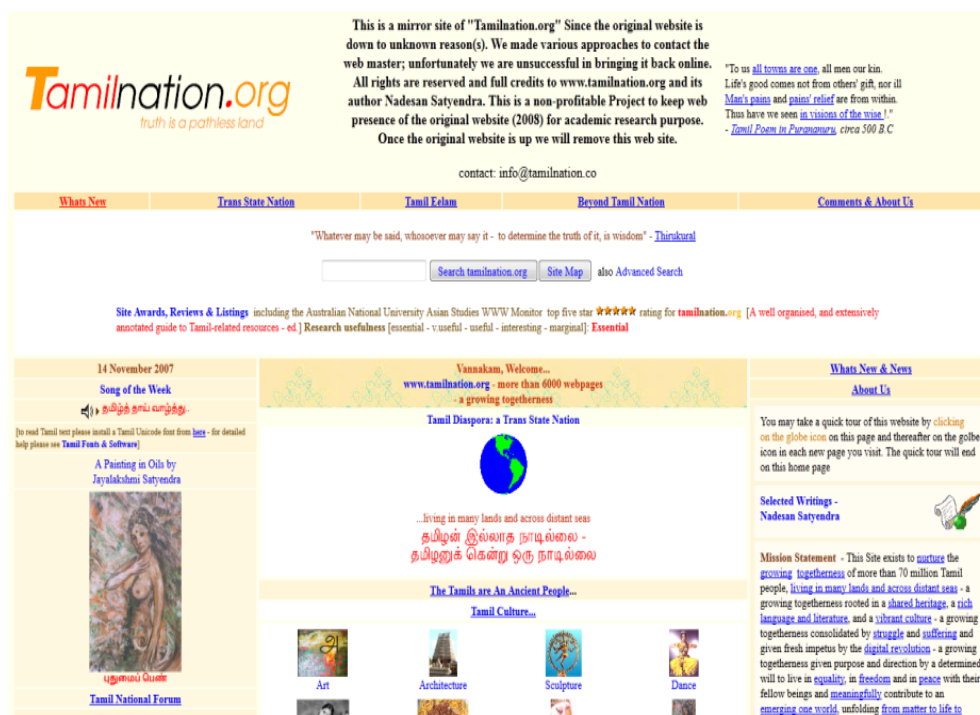 Tamilnation.org
truth is a pathless land
This is a mirror site of "Tamilnation.org" Since the original website is
down to unknown reason(s). We made various approaches to contact the
web master; unfortunately we are unsuccessful in bringing it back online.
All rights are reserved and full credits to www.tamilnation.org and its
author Nadesan Satyendra. This is a non-profitable Project to keep web
presence of the original website (2008) for academic research purpose.
Once the original website is up we will remove this web site.
contact: info@tamilnation.co
"To us all towns are one, all men our kin.
Life's good comes not from others' gift, nor ill
Man's pains and pains' relief are from within.
Thus have we seen in visions of the wise !."
- Tamil Poem in Purananuru, circa 500 B.C
Whats New
Trans State Nation
Tamil Eelam
Beyond Tamil Nation
Comments & About Us
"Whatever may be said, whosoever may say it - to determine the truth of it, is wisdom" - Thirukural
Search tamilnation.org
Site Map
also Advanced Search
Site Awards, Reviews & Listings including the Australian National University Asian Studies WWW Monitor top five star rating for tamilnation.org [A well organised, and extensively
annotated guide to Tamil-related resources - ed.] Research usefulness [essential - v.useful - useful - interesting - marginal]: Essential
14 November 2007
Song of the Week
தமிழ்த் தாய் வாழ்த்து..
[to read Tamil text please install a Tamil Unicode font from here - for detailed
help please see Tamil Fonts & Software]
A Painting in Oils by
Jayalakshmi Satyendra
புதுமைப் பெண்
Tamil National Forum
Vannakam, Welcome...
www.tamilnation.org - more than 6000 webpages
- a growing togetherness
Tamil Diaspora: a Trans State Nation
...living in many lands and across distant seas
தமிழன் இல்லாத நாடில்லை -
தமிழனுக் கென்று ஒரு நாடில்லை
The Tamils are An Ancient People...
Tamil Culture...
அ
Art
Architecture
Sculpture
Dance
Whats New & News
About Us
You may take a quick tour of this website by clicking
on the globe icon on this page and thereafter on the golbe
icon in each new page you visit. The quick tour will end
on this home page
Selected Writings -
Nadesan Satyendra
Mission Statement - This Site exists to nurture the
growing togetherness of more than 70 million Tamil
people, living in many lands and across distant seas - a
growing togetherness rooted in a shared heritage, a rich
language and literature, and a vibrant culture - a growing
togetherness consolidated by struggle and suffering and
given fresh impetus by the digital revolution - a growing
togetherness given purpose and direction by a determined
will to live in equality, in freedom and in peace with their
fellow beings and meaningfully contribute to an
emerging one world, unfolding from matter to life to